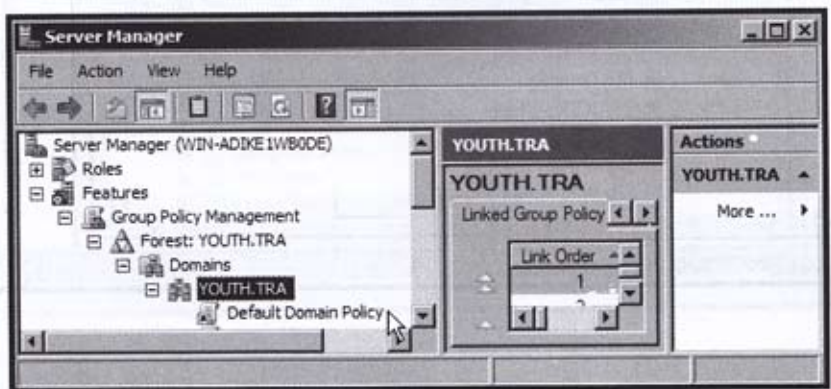 Server Manager
File Action View Help
Server Manager (WIN-ADIKE1WB0DE)
Roles
Features
Group Policy Management
Forest: YOUTH.TRA
Domains
YOUTH.TRA
Default Domain Policy
YOUTH.TRA
YOUTH.TRA
Linked Group Policy
Link Order
1
Actions
YOUTH.TRA
More ...